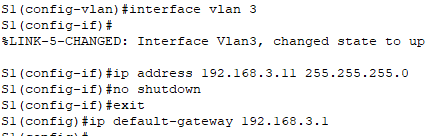 S1(config-vlan)#interface vlan 3
S1(config-if)#
%LINK-5-CHANGED: Interface Vlan3, changed state to up
S1(config-if)#ip address 192.168.3.11 255.255.255.0
S1(config-if)#no shutdown
S1(config-if)#exit
S1(config)#ip default-gateway 192.168.3.1
S1(config)#